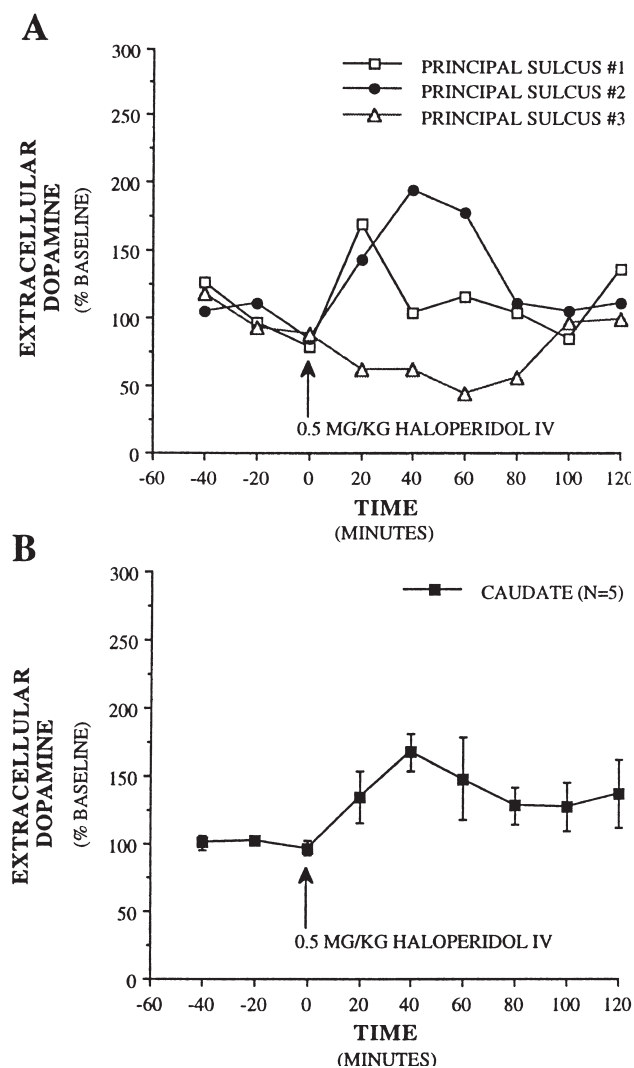 A
300
250
200
150
100
50
0
EXTRACELLULAR
DOPAMINE
(% BASELINE)
PRINCIPAL SULCUS #1
PRINCIPAL SULCUS #2
PRINCIPAL SULCUS #3
0.5 MG/KG HALOPERIDOL IV
-60 -40 -20 0 20 40 60 80 100 120
TIME
(MINUTES)
B
300
250
200
150
100
50
0
EXTRACELLULAR
DOPAMINE
(% BASELINE)
CAUDATE (N=5)
0.5 MG/KG HALOPERIDOL IV
-60 -40 -20 0 20 40 60 80 100 120
TIME
(MINUTES)